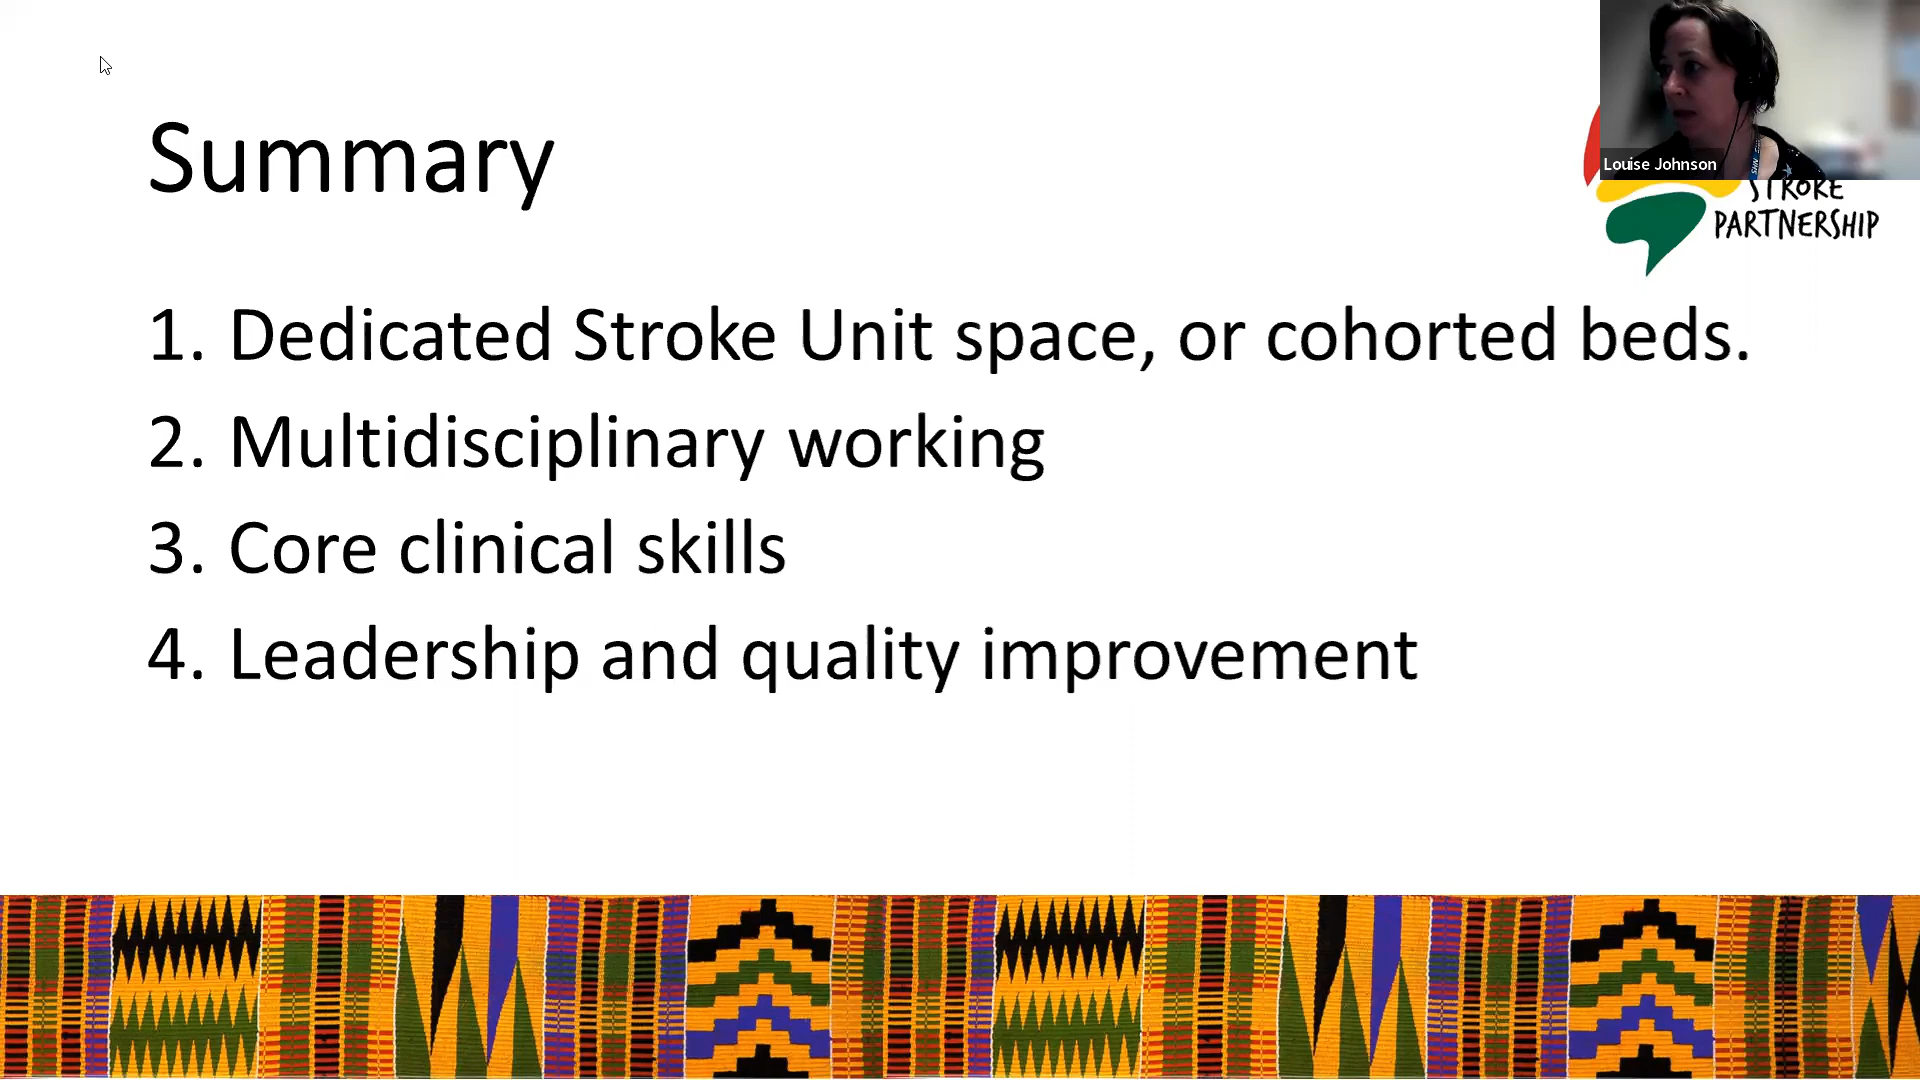 Summary
Louise Johnson
STROKE
PARTNERSHIP
1. Dedicated Stroke Unit space, or cohorted beds.
2. Multidisciplinary working
3. Core clinical skills
4. Leadership and quality improvement